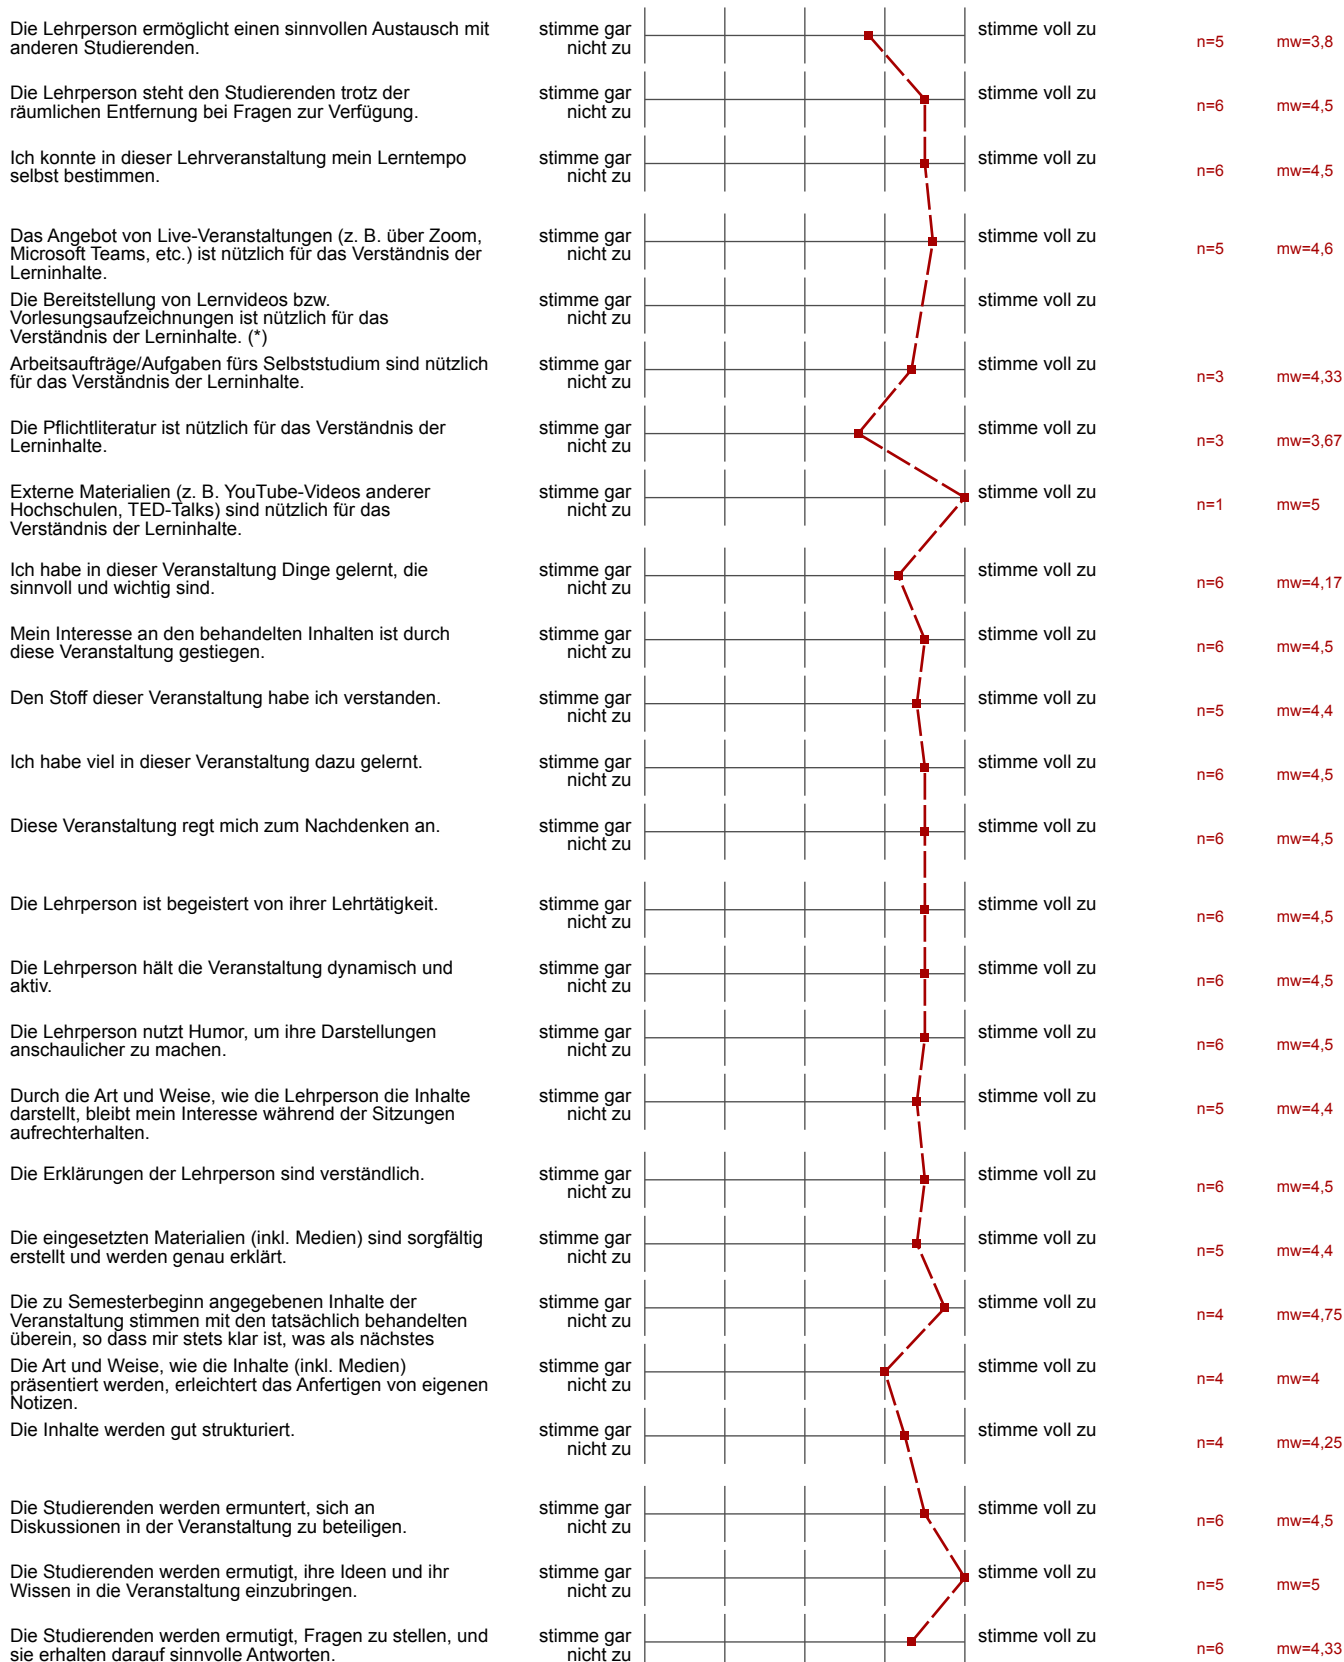 Die Lehrperson ermöglicht einen sinnvollen Austausch mit
anderen Studierenden.
stimme gar
nicht zu
stimme voll zu
n=5
mw=3,8
Die Lehrperson steht den Studierenden trotz der
räumlichen Entfernung bei Fragen zur Verfügung.
stimme gar
nicht zu
stimme voll zu
n=6
mw=4,5
Ich konnte in dieser Lehrveranstaltung mein Lerntempo
selbst bestimmen.
stimme gar
nicht zu
stimme voll zu
n=6
mw=4,5
Das Angebot von Live-Veranstaltungen (z. B. über Zoom,
Microsoft Teams, etc.) ist nützlich für das Verständnis der
Lerninhalte.
stimme gar
nicht zu
stimme voll zu
n=5
mw=4,6
Die Bereitstellung von Lernvideos bzw.
Vorlesungsaufzeichnungen ist nützlich für das
Verständnis der Lerninhalte. (*)
stimme gar
nicht zu
stimme voll zu
Arbeitsaufträge/Aufgaben fürs Selbststudium sind nützlich
für das Verständnis der Lerninhalte.
stimme gar
nicht zu
stimme voll zu
n=3
mw=4,33
Die Pflichtliteratur ist nützlich für das Verständnis der
Lerninhalte.
stimme gar
nicht zu
stimme voll zu
n=3
mw=3,67
Externe Materialien (z. B. YouTube-Videos anderer
Hochschulen, TED-Talks) sind nützlich für das
Verständnis der Lerninhalte.
stimme gar
nicht zu
stimme voll zu
n=1
mw=5
Ich habe in dieser Veranstaltung Dinge gelernt, die
sinnvoll und wichtig sind.
stimme gar
nicht zu
stimme voll zu
n=6
mw=4,17
Mein Interesse an den behandelten Inhalten ist durch
diese Veranstaltung gestiegen.
stimme gar
nicht zu
stimme voll zu
n=6
mw=4,5
Den Stoff dieser Veranstaltung habe ich verstanden.
stimme gar
nicht zu
stimme voll zu
n=5
mw=4,4
Ich habe viel in dieser Veranstaltung dazu gelernt.
stimme gar
nicht zu
stimme voll zu
n=6
mw=4,5
Diese Veranstaltung regt mich zum Nachdenken an.
stimme gar
nicht zu
stimme voll zu
n=6
mw=4,5
Die Lehrperson ist begeistert von ihrer Lehrtätigkeit.
stimme gar
nicht zu
stimme voll zu
n=6
mw=4,5
Die Lehrperson hält die Veranstaltung dynamisch und
aktiv.
stimme gar
nicht zu
stimme voll zu
n=6
mw=4,5
Die Lehrperson nutzt Humor, um ihre Darstellungen
anschaulicher zu machen.
stimme gar
nicht zu
stimme voll zu
n=6
mw=4,5
Durch die Art und Weise, wie die Lehrperson die Inhalte
darstellt, bleibt mein Interesse während der Sitzungen
aufrechterhalten.
stimme gar
nicht zu
stimme voll zu
n=5
mw=4,4
Die Erklärungen der Lehrperson sind verständlich.
stimme gar
nicht zu
stimme voll zu
n=6
mw=4,5
Die eingesetzten Materialien (inkl. Medien) sind sorgfältig
erstellt und werden genau erklärt.
stimme gar
nicht zu
stimme voll zu
n=5
mw=4,4
Die zu Semesterbeginn angegebenen Inhalte der
Veranstaltung stimmen mit den tatsächlich behandelten
überein, so dass mir stets klar ist, was als nächstes
stimme gar
nicht zu
stimme voll zu
n=4
mw=4,75
Die Art und Weise, wie die Inhalte (inkl. Medien)
präsentiert werden, erleichtert das Anfertigen von eigenen
Notizen.
stimme gar
nicht zu
stimme voll zu
n=4
mw=4
Die Inhalte werden gut strukturiert.
stimme gar
nicht zu
stimme voll zu
n=4
mw=4,25
Die Studierenden werden ermuntert, sich an
Diskussionen in der Veranstaltung zu beteiligen.
stimme gar
nicht zu
stimme voll zu
n=6
mw=4,5
Die Studierenden werden ermutigt, ihre Ideen und ihr
Wissen in die Veranstaltung einzubringen.
stimme gar
nicht zu
stimme voll zu
n=5
mw=5
Die Studierenden werden ermutigt, Fragen zu stellen, und
sie erhalten darauf sinnvolle Antworten.
stimme gar
nicht zu
stimme voll zu
n=6
mw=4,33